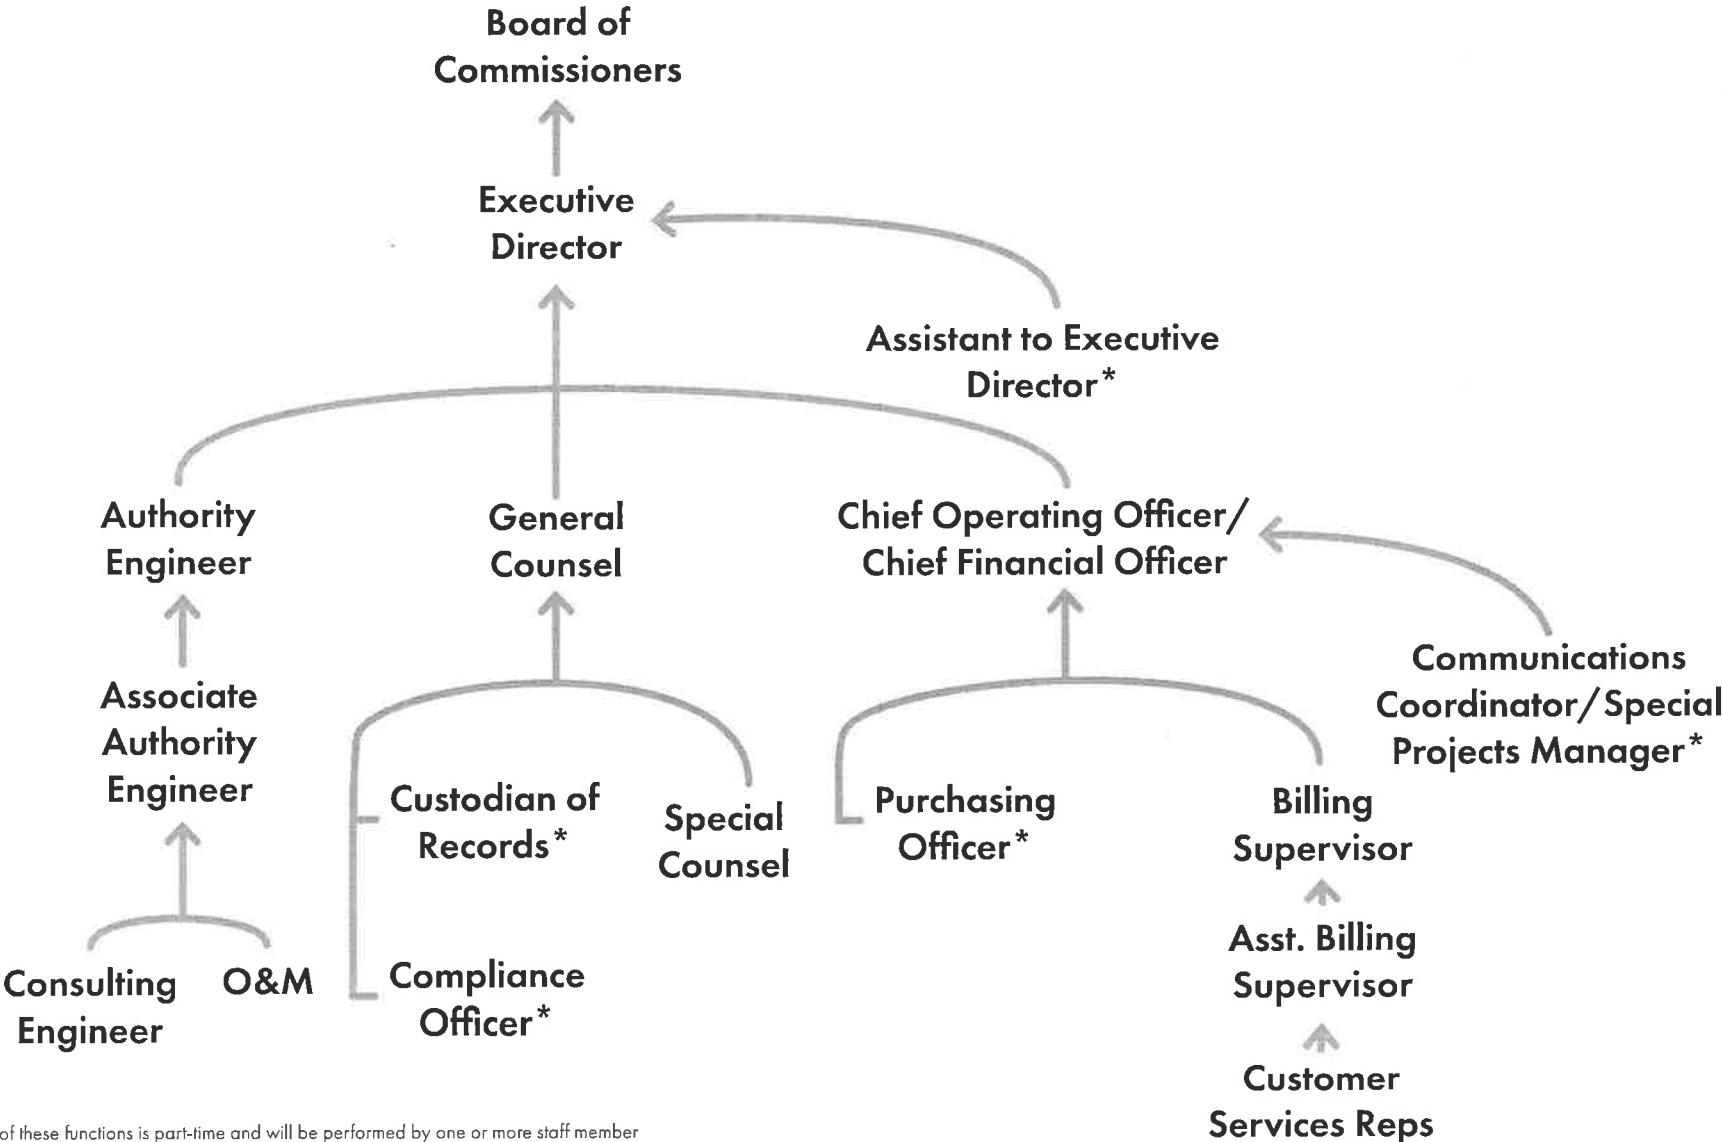 Board of
Commissioners
Executive
Director
Assistant to Executive
Director*
Authority
Engineer
General
Counsel
Chief Operating Officer/
Chief Financial Officer
Communications
Coordinator/Special
Projects Manager*
Associate
Authority
Engineer
Custodian of
Records*
Special
Counsel
Purchasing
Officer*
Billing
Supervisor
Asst. Billing
Supervisor
Consulting
Engineer
O&M
Compliance
Officer*
Customer
Services Reps
of these functions is part-time and will be performed by one or more staff member